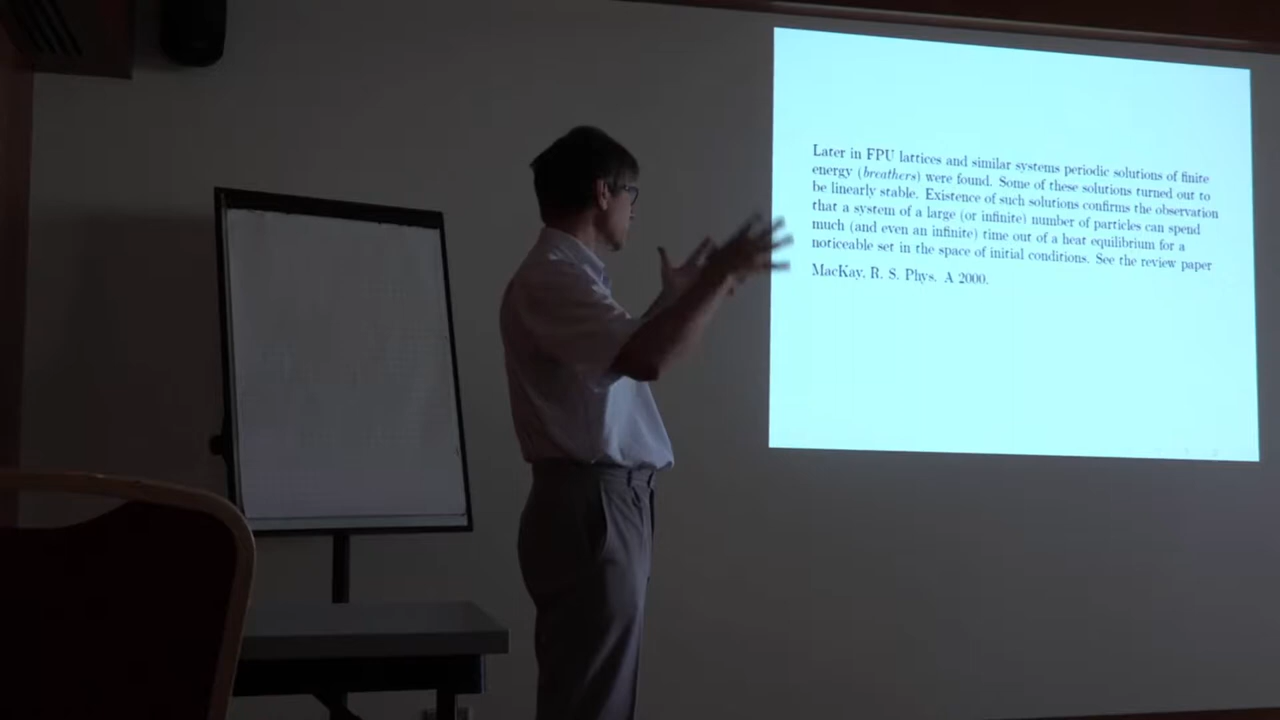 Later in FPU lattices and similar systems periodic solutions of finite
energy (breathers) were found. Some of these solutions turned out to
be linearly stable. Existence of such solutions confirms the observation
that a system of a large (or infinite) number of particles can spend
much (and even an infinite) time out of a heat equilibrium for a
noticeable set in the space of initial conditions. See the review paper
MacKay, R. S. Phys. A 2000.